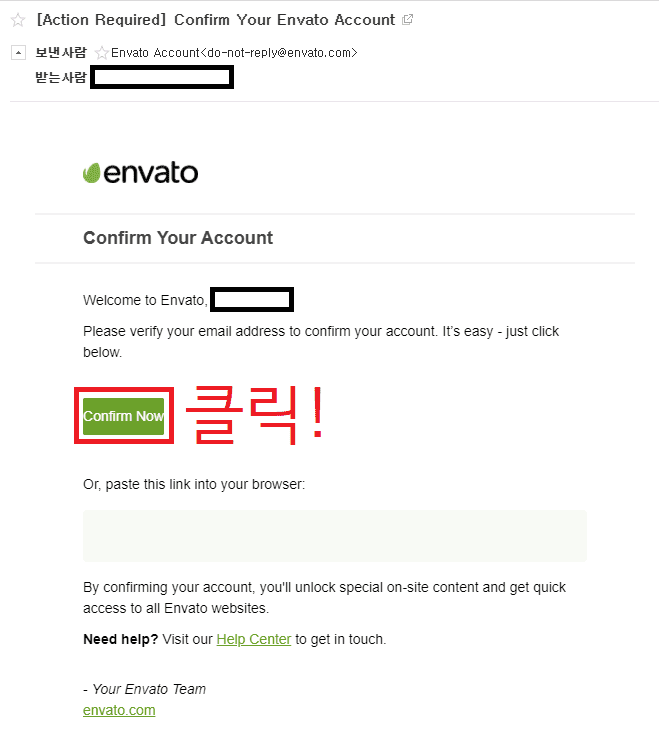 [Action Required] Confirm Your Envato Account
보낸사람 Envato Account<do-not-reply@envato.com>
받는사람
envato
Confirm Your Account
Welcome to Envato,
Please verify your email address to confirm your account. It's easy - just click
below.
Confirm Now 클릭!
Or, paste this link into your browser:
By confirming your account, you'll unlock special on-site content and get quick
access to all Envato websites.
Need help? Visit our Help Center to get in touch.
- Your Envato Team
envato.com